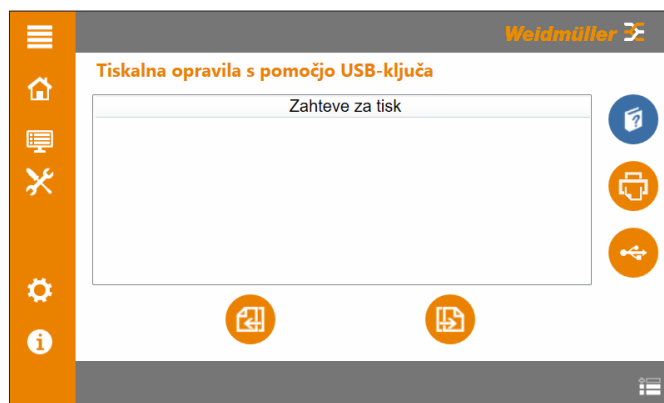 Weidmüller
Tiskalna opravila s pomočjo USB-ključa
Zahteve za tisk